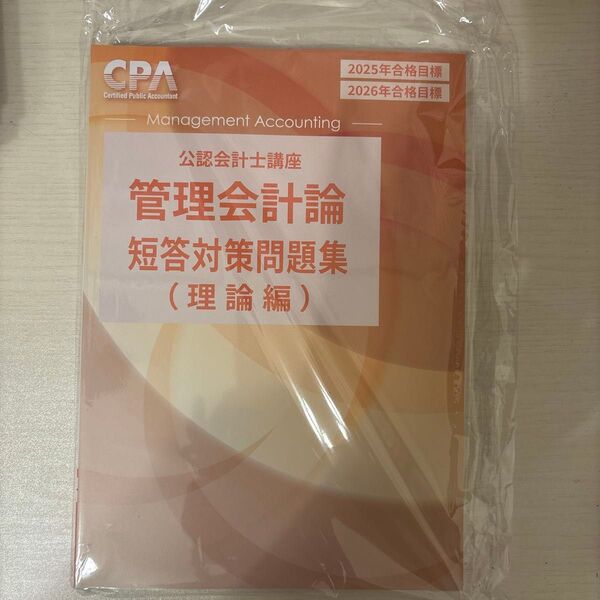 CPA
Certified Public Accountant
2025年合格目標
2026年合格目標
Management Accounting
公認会計士講座
管理会計論
短答対策問題集
(理論編)